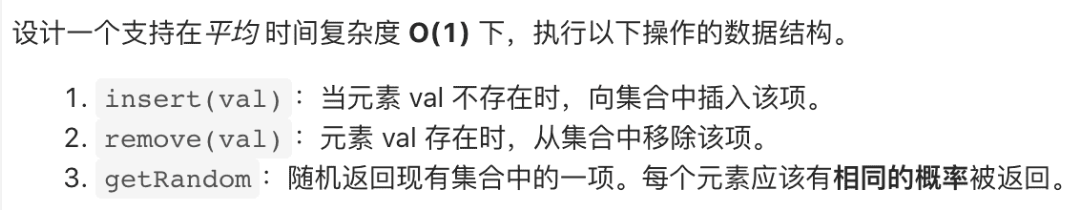 设计一个支持在平均 时间复杂度 O(1) 下，执行以下操作的数据结构。
1. insert(val)：当元素 val 不存在时，向集合中插入该项。
2. remove(val)：元素 val 存在时，从集合中移除该项。
3. getRandom：随机返回现有集合中的一项。每个元素应该有相同的概率被返回。